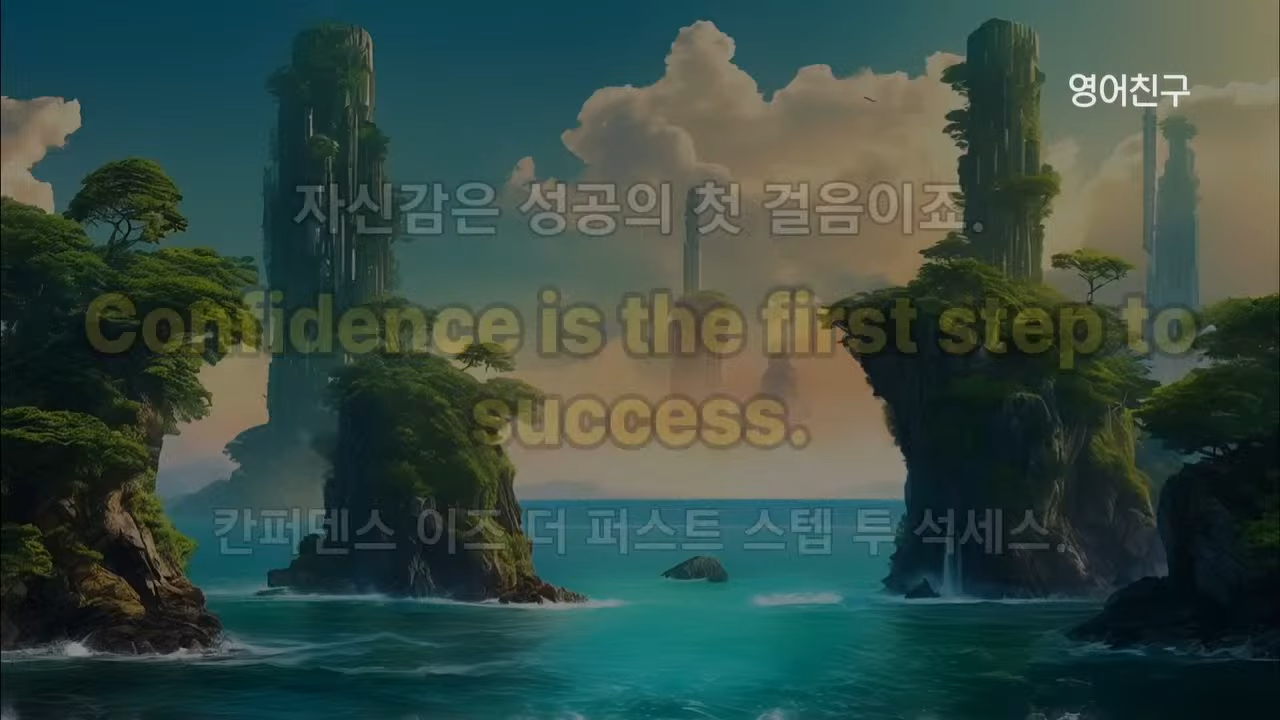 영어친구
자신감은 성공의 첫 걸음이죠.
Confidence is the first step to
success.
칸퍼덴스 이즈 더 퍼스트 스텝 투 석세스.